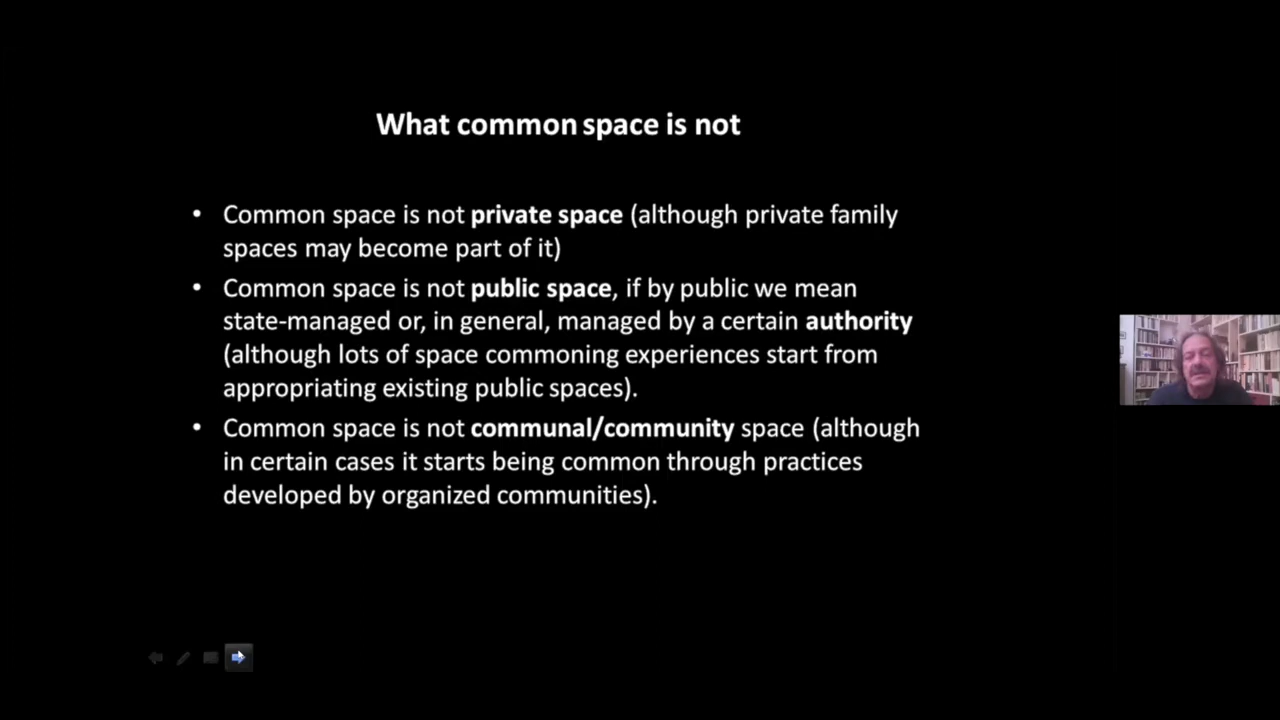 What common space is not
• Common space is not private space (although private family
spaces may become part of it)
• Common space is not public space, if by public we mean
state-managed or, in general, managed by a certain authority
(although lots of space commoning experiences start from
appropriating existing public spaces).
• Common space is not communal/community space (although
in certain cases it starts being common through practices
developed by organized communities).